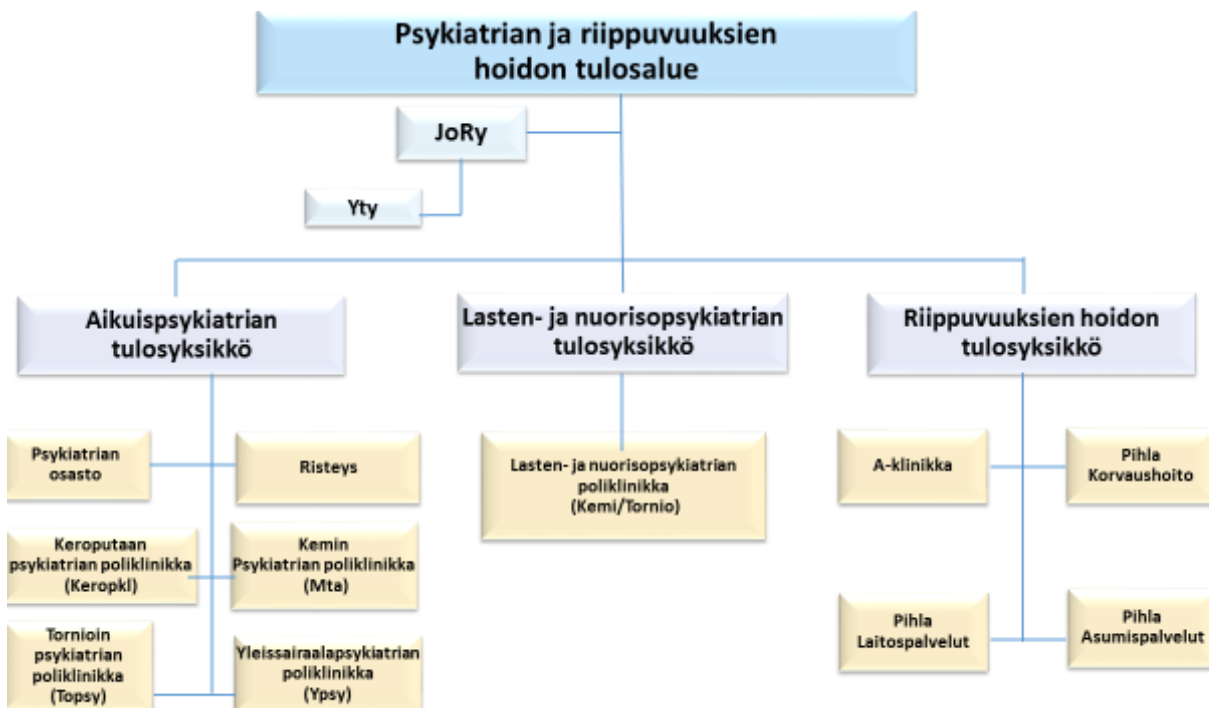 Psykiatrian ja riippuvuuksien
hoidon tulosalue
JoRy
Yty
Aikuispsykiatrian
tulosyksikkö
Lasten- ja nuorisopsykiatrian
tulosyksikkö
Riippuvuuksien hoidon
tulosyksikkö
Psykiatrian
osasto
Risteys
Lasten- ja nuorisopsykiatrian
poliklinikka
(Kemi/Tornio)
A-klinikka
Pihla
Korvaushoito
Keroputaan
psykiatrian poliklinikka
(Keropkl)
Kemin
Psykiatrian poliklinikka
(Mta)
Tornioin
psykiatrian
poliklinikka
(Topsy)
Yleissairaalapsykiatrian
poliklinikka
(Ypsy)
Pihla
Laitospalvelut
Pihla
Asumispalvelut